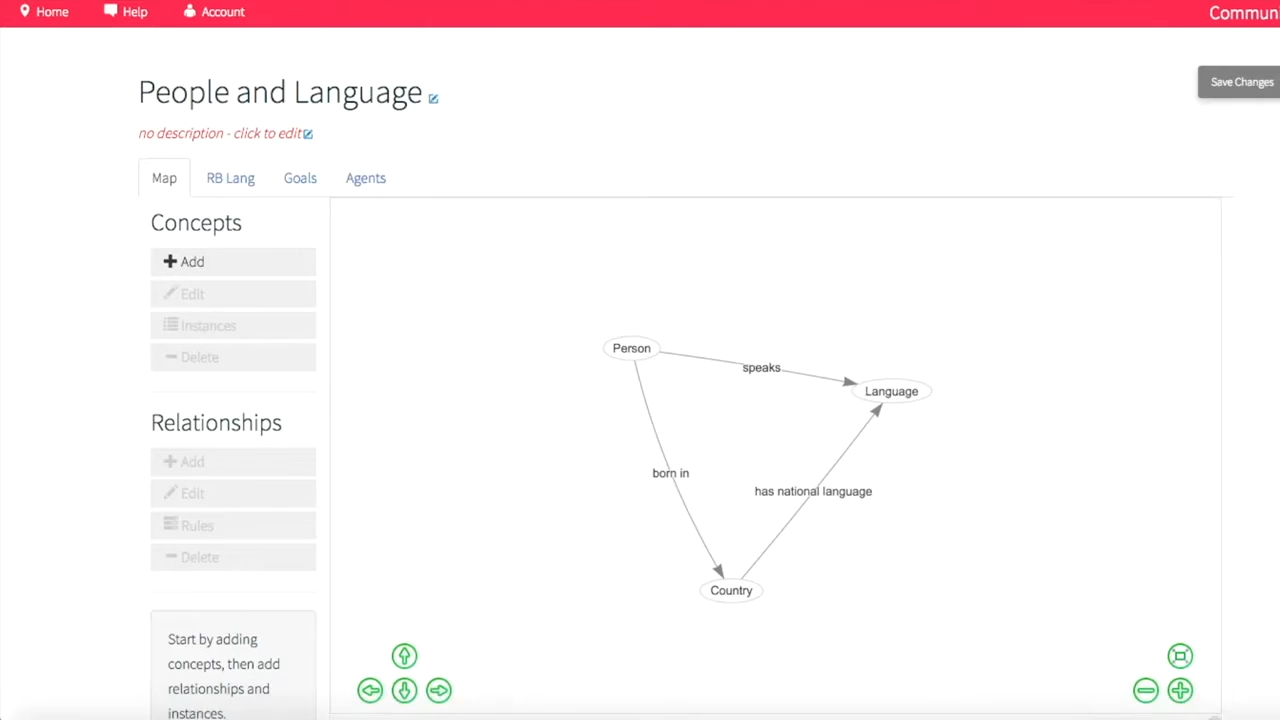 Home Help Account
Communi
People and Language
Save Changes
no description - click to edit
Map RB Lang Goals Agents
Concepts
Add
Edit
Instances
Delete
Relationships
Add
Edit
Rules
Delete
Start by adding
concepts, then add
relationships and
instances.
Person
speaks
Language
born in
has national language
Country